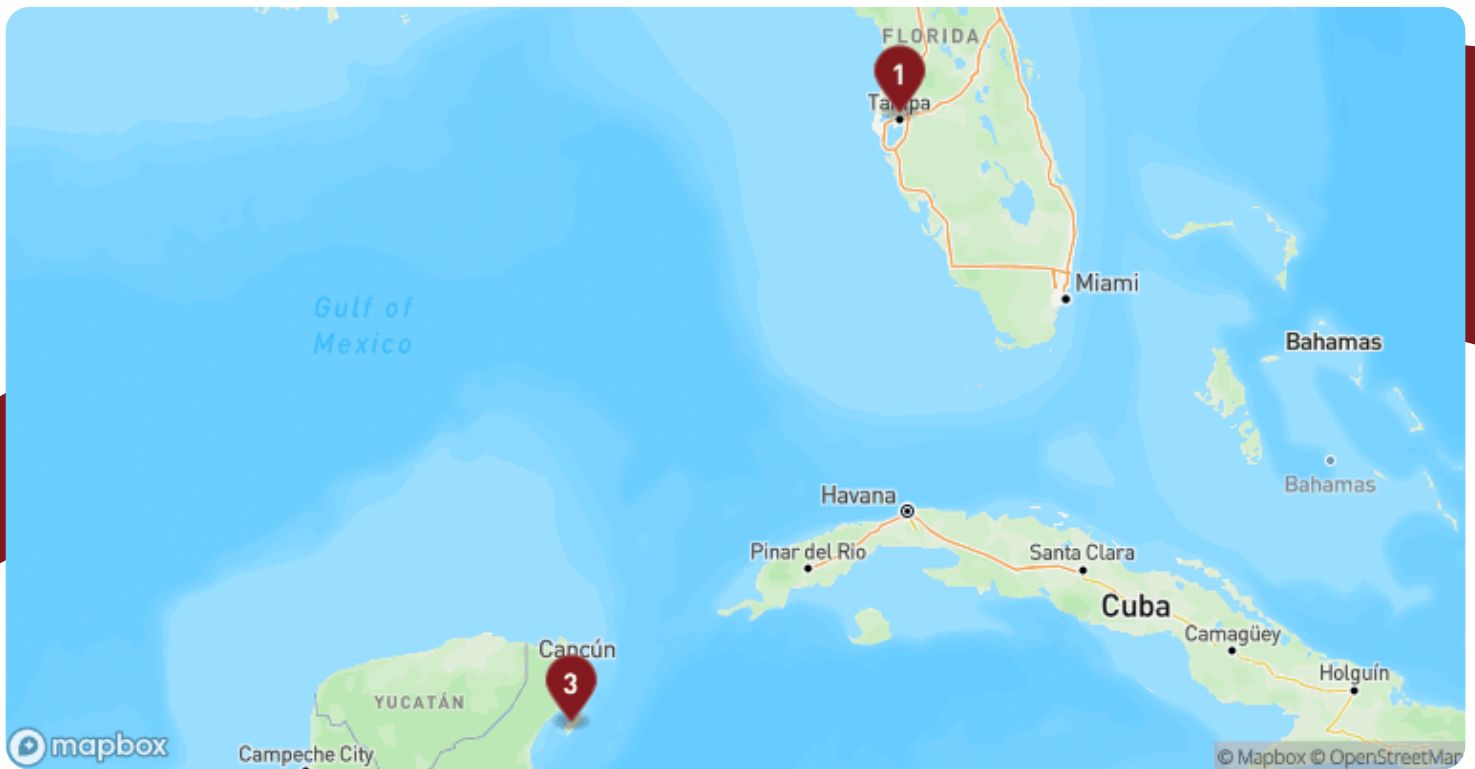 FLORIDA
1
Tampa
Miami
Gulf of
Mexico
Bahamas
Bahamas
Havana
Pinar del Rio
Santa Clara
Cuba
Camagüey
Holguín
Cancún
3
YUCATÁN
Campeche City
mapbox
© Mapbox © OpenStreetMap